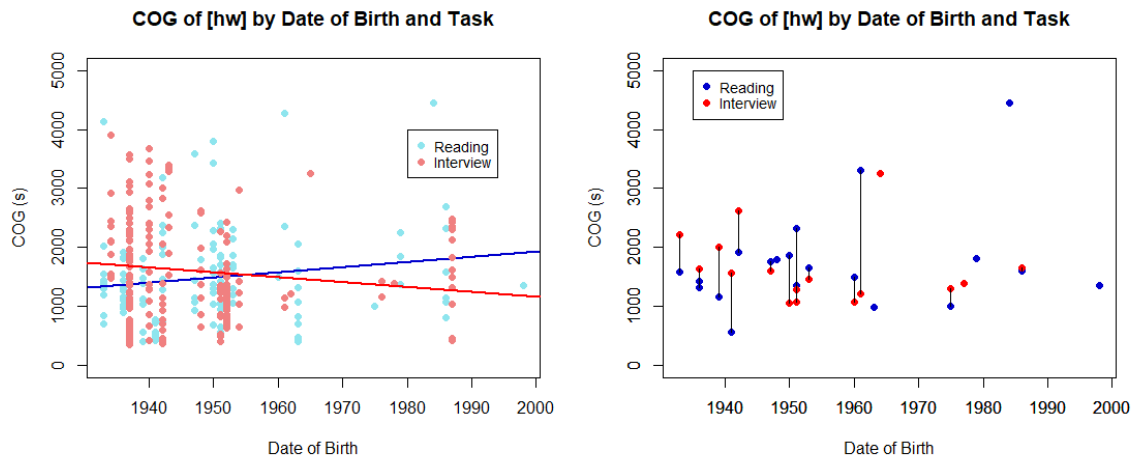 COG of [hw] by Date of Birth and Task
COG (s)
5000
4000
3000
2000
1000
0
Reading
Interview
1940 1950 1960 1970 1980 1990 2000
Date of Birth
COG of [hw] by Date of Birth and Task
COG (s)
5000
4000
3000
2000
1000
0
Reading
Interview
1940 1950 1960 1970 1980 1990 2000
Date of Birth